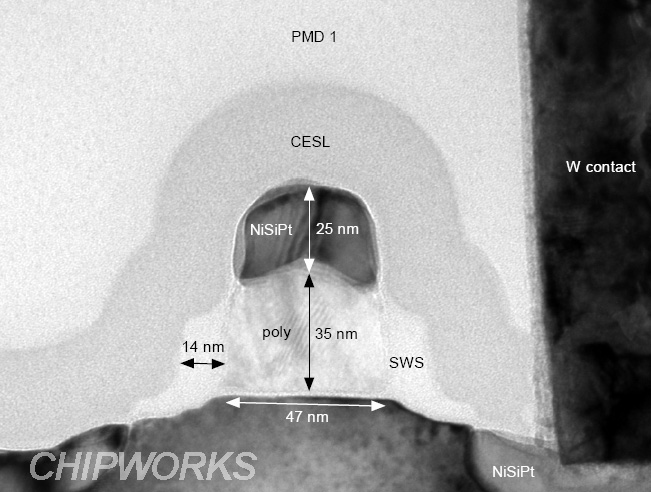 PMD 1
CESL
W contact
NiSiPt
25 nm
poly
35 nm
14 nm
SWS
47 nm
CHIPWORKS
NiSiPt